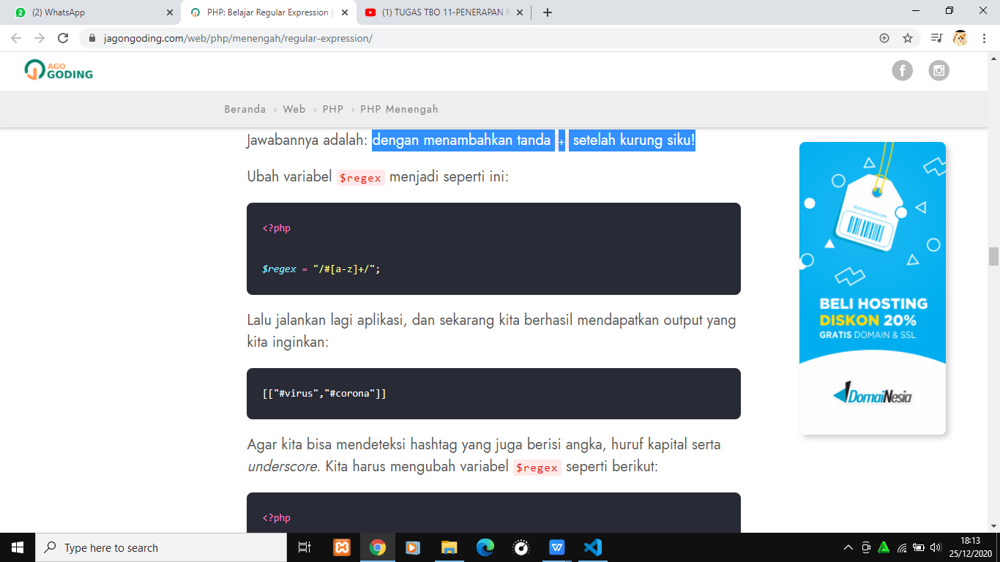 (2) WhatsApp
PHP: Belajar Regular Expression |
(1) TUGAS TBO 11-PENERAPAN R
jagongoding.com/web/php/menengah/regular-expression/
AGO
GODING
Beranda › Web › PHP › PHP Menengah
Jawabannya adalah: dengan menambahkan tanda + setelah kurung siku!
Ubah variabel $regex menjadi seperti ini:
<?php
$regex = "/#[a-z]+/";
Lalu jalankan lagi aplikasi, dan sekarang kita berhasil mendapatkan output yang
kita inginkan:
[["#virus","#corona"]]
Agar kita bisa mendeteksi hashtag yang juga berisi angka, huruf kapital serta
underscore. Kita harus mengubah variabel $regex seperti berikut:
<?php
domainesia.com
BELI HOSTING
DISKON 20%
GRATIS DOMAIN & SSL
DomaiNesia
Type here to search
18:13
25/12/2020